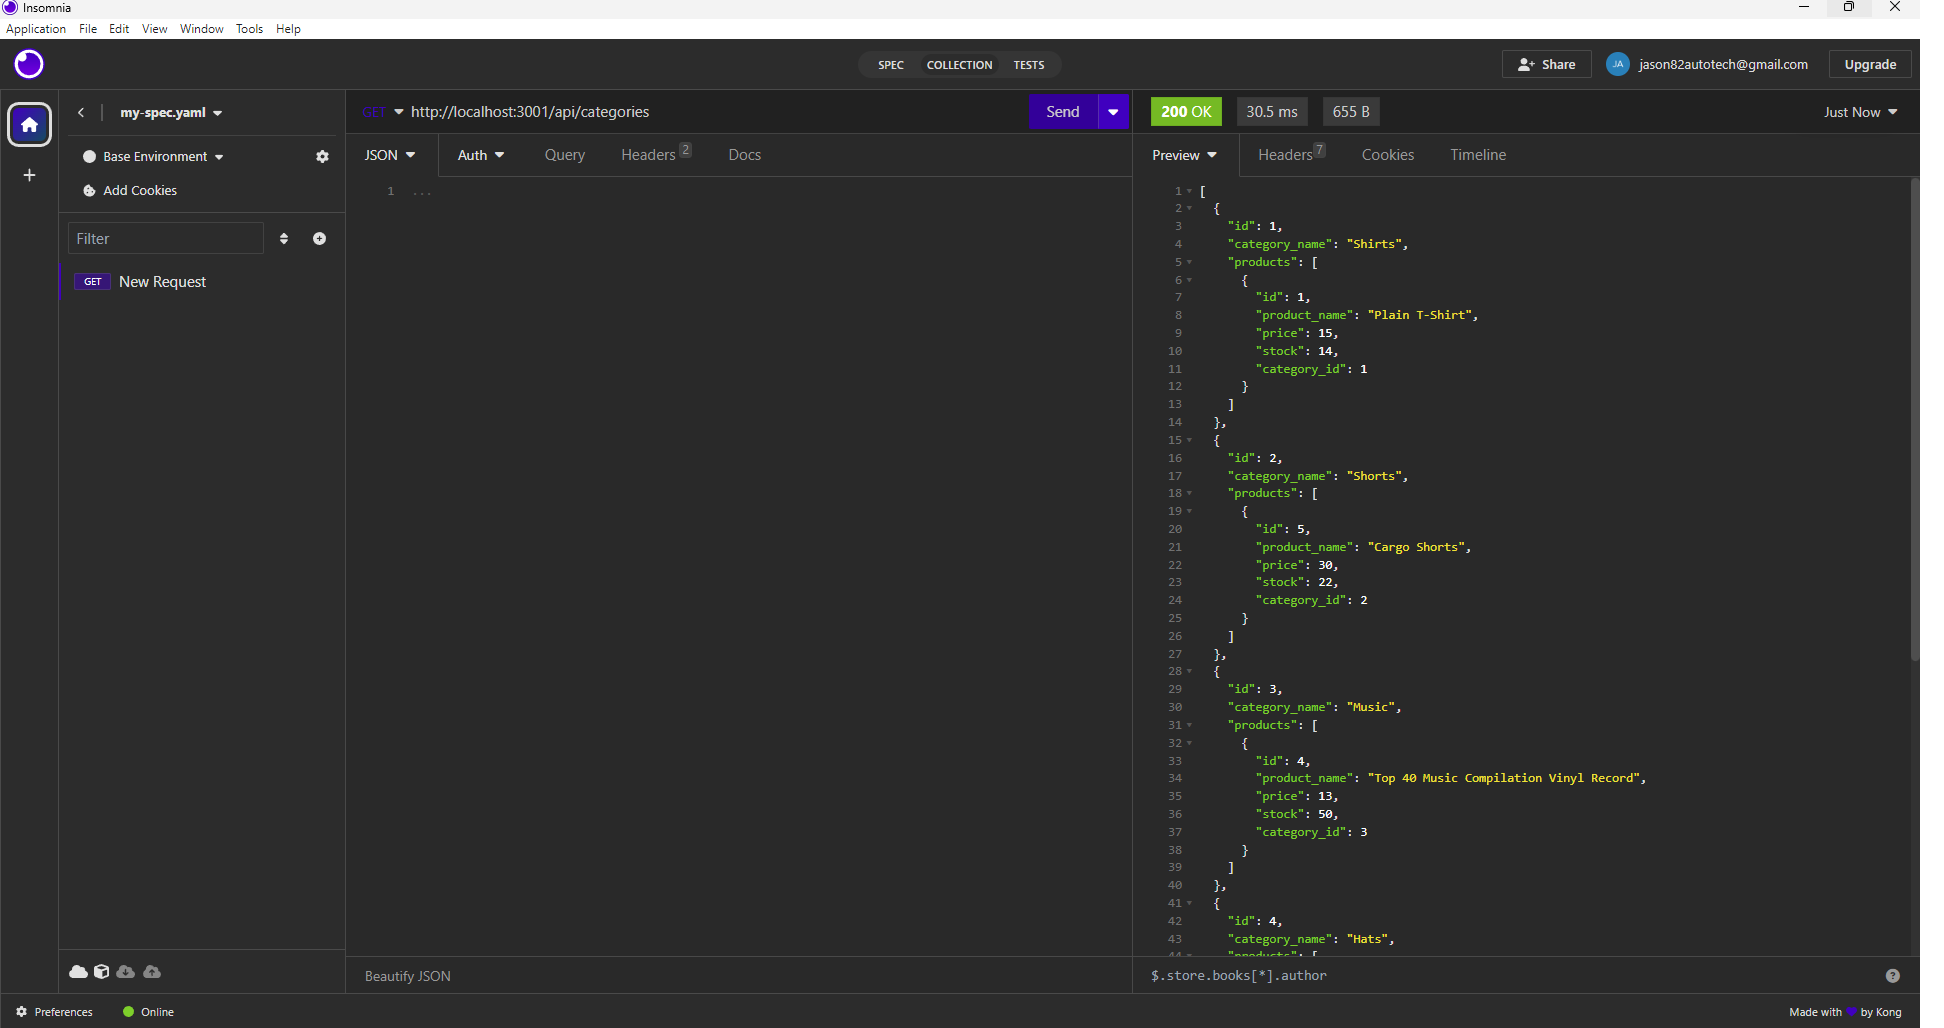 Insomnia
Application File Edit View Window Tools Help
SPEC COLLECTION TESTS
Share JA jason82autotech@gmail.com Upgrade
my-spec.yaml
Base Environment
Add Cookies
Filter
GET New Request
GET http://localhost:3001/api/categories Send
JSON Auth Query Headers 2 Docs
1 ...
200 OK 30.5 ms 655 B Just Now
Preview Headers 7 Cookies Timeline
1 [
2 {
3 "id": 1,
4 "category_name": "Shirts",
5 "products": [
6 {
7 "id": 1,
8 "product_name": "Plain T-Shirt",
9 "price": 15,
10 "stock": 14,
11 "category_id": 1
12 }
13 ]
14 },
15 {
16 "id": 2,
17 "category_name": "Shorts",
18 "products": [
19 {
20 "id": 5,
21 "product_name": "Cargo Shorts",
22 "price": 30,
23 "stock": 22,
24 "category_id": 2
25 }
26 ]
27 },
28 {
29 "id": 3,
30 "category_name": "Music",
31 "products": [
32 {
33 "id": 4,
34 "product_name": "Top 40 Music Compilation Vinyl Record",
35 "price": 13,
36 "stock": 50,
37 "category_id": 3
38 }
39 ]
40 },
41 {
42 "id": 4,
43 "category_name": "Hats",
44 "products": [
Beautify JSON
$.store.books[*].author
Preferences Online
Made with by Kong